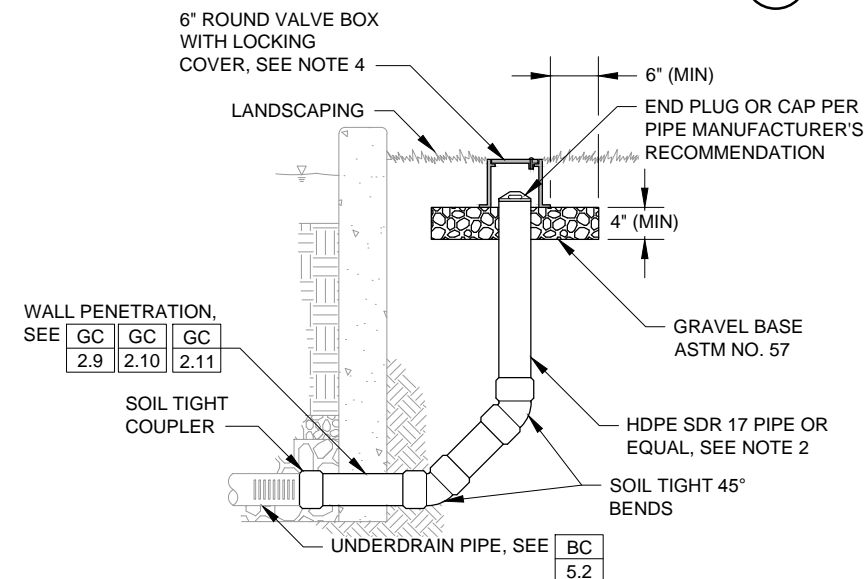 6" ROUND VALVE BOX
WITH LOCKING
COVER, SEE NOTE 4
6" (MIN)
LANDSCAPING
END PLUG OR CAP PER
PIPE MANUFACTURER'S
RECOMMENDATION
4" (MIN)
WALL PENETRATION,
SEE GC GC GC
2.9 2.10 2.11
GRAVEL BASE
ASTM NO. 57
SOIL TIGHT
COUPLER
HDPE SDR 17 PIPE OR
EQUAL, SEE NOTE 2
SOIL TIGHT 45°
BENDS
UNDERDRAIN PIPE, SEE BC
5.2